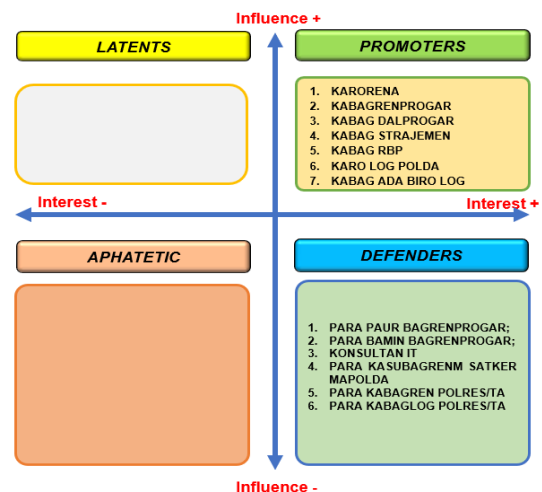 Influence +
LATENTS
PROMOTERS
1. KARORENA
2. KABAGRENPROGAR
3. KABAG DALPROGAR
4. KABAG STRAJEMEN
5. KABAG RBP
6. KARO LOG POLDA
7. KABAG ADA BIRO LOG
Interest -
Interest +
APHATETIC
DEFENDERS
1. PARA PAUR BAGRENPROGAR;
2. PARA BAMIN BAGRENPROGAR;
3. KONSULTAN IT
4. PARA KASUBAGRENM SATKER
MAPOLDA
5. PARA KABAGREN POLRES/TA
6. PARA KABAGLOG POLRES/TA
Influence -